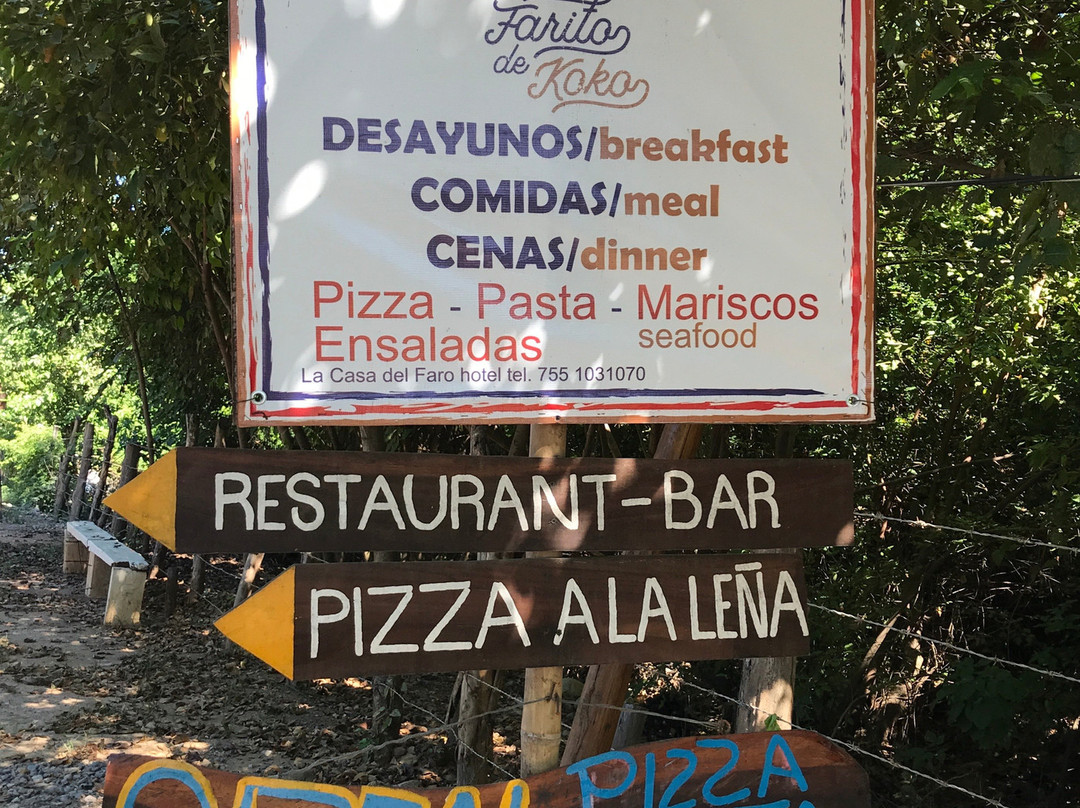 Farito
de Koko
DESAYUNOS/breakfast
COMIDAS/meal
CENAS/dinner
Pizza - Pasta - Mariscos
Ensaladas seafood
La Casa del Faro hotel tel. 755 1031070
RESTAURANT-BAR
PIZZA A LA LEÑA
PIZZA